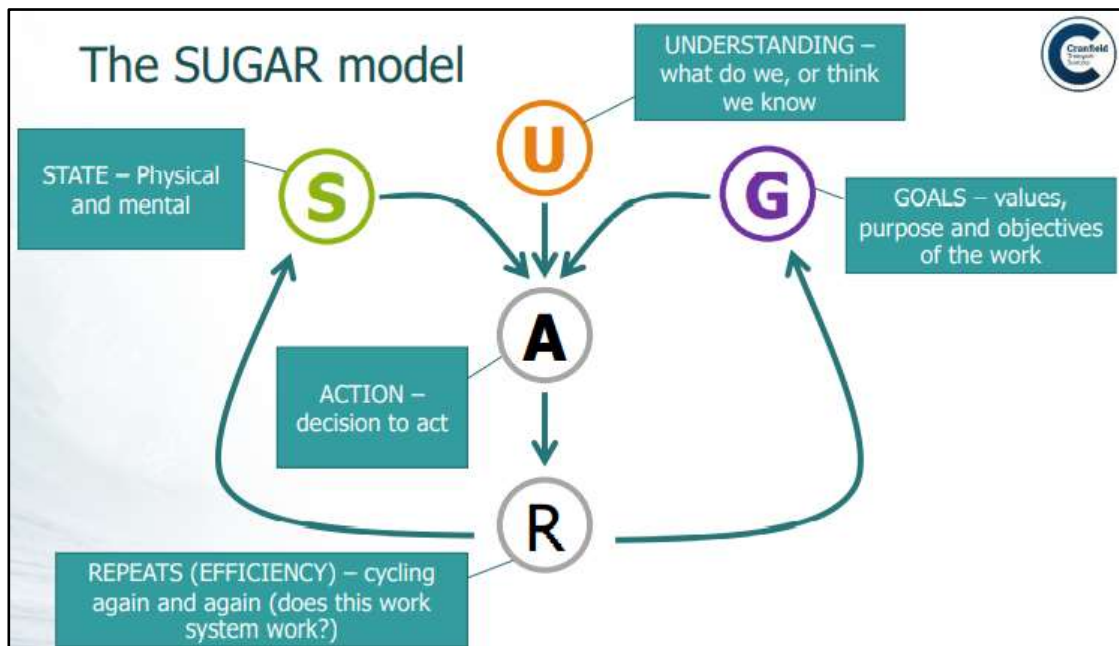 The SUGAR model
UNDERSTANDING –
what do we, or think
we know
Cranfield
U
STATE – Physical
and mental
S
G
GOALS – values,
purpose and objectives
of the work
A
ACTION –
decision to act
R
REPEATS (EFFICIENCY) – cycling
again and again (does this work
system work?)